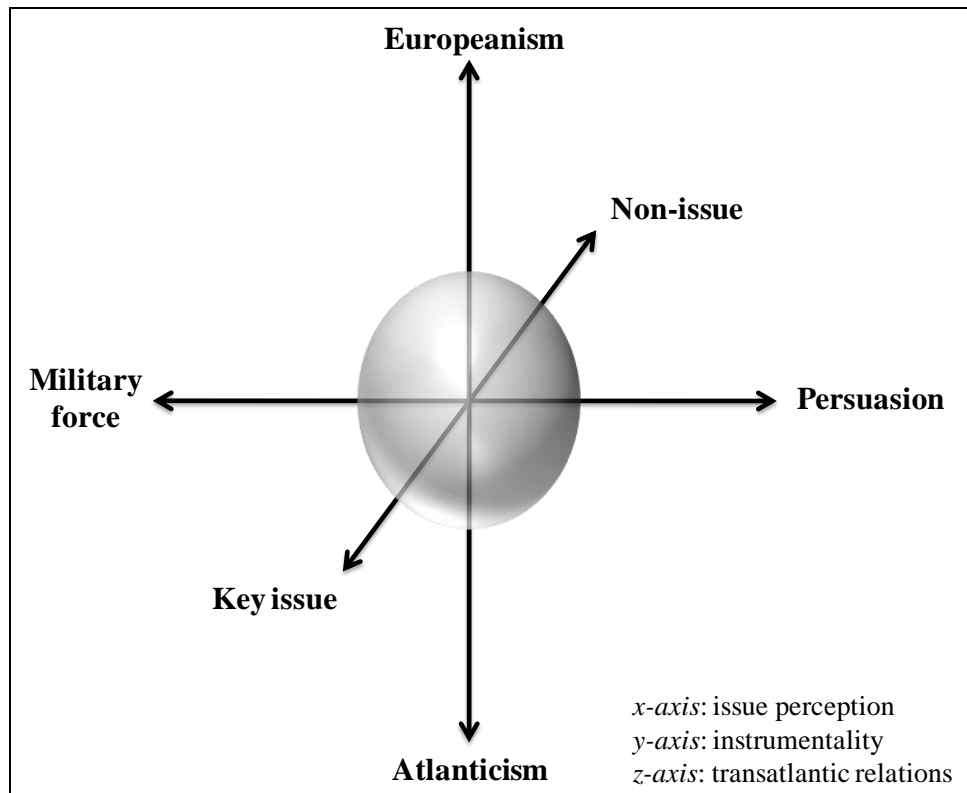 Europeanism
Non-issue
Military
force
Persuasion
Key issue
Atlanticism
x-axis: issue perception
y-axis: instrumentality
z-axis: transatlantic relations